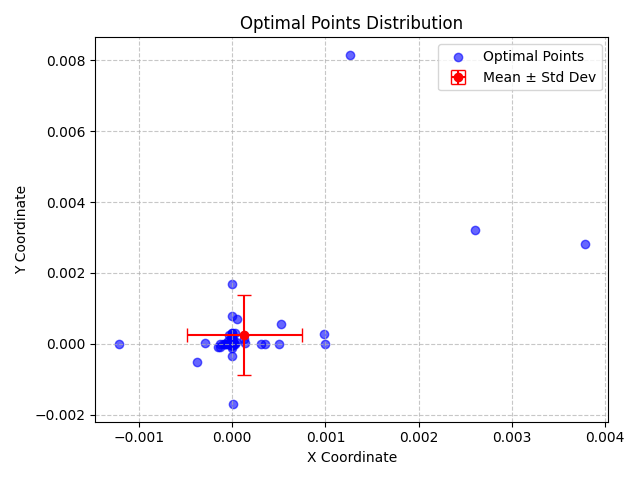 Optimal Points Distribution
Optimal Points
Mean ± Std Dev
Y Coordinate
0.008
0.006
0.004
0.002
0.000
−0.002
−0.001
0.000
0.001
0.002
0.003
0.004
X Coordinate